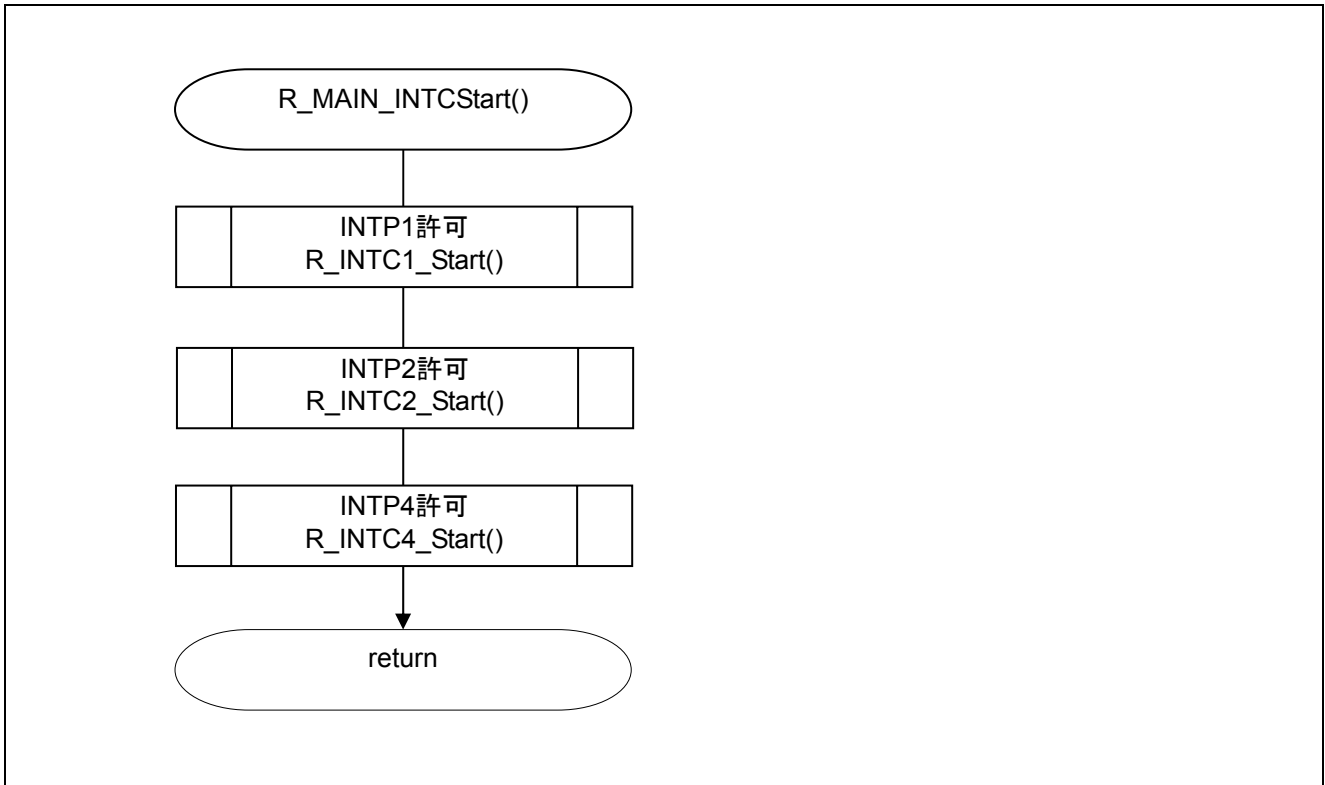 R_MAIN_INTCStart()
INTP1許可
R_INTC1_Start()
INTP2許可
R_INTC2_Start()
INTP4許可
R_INTC4_Start()
return